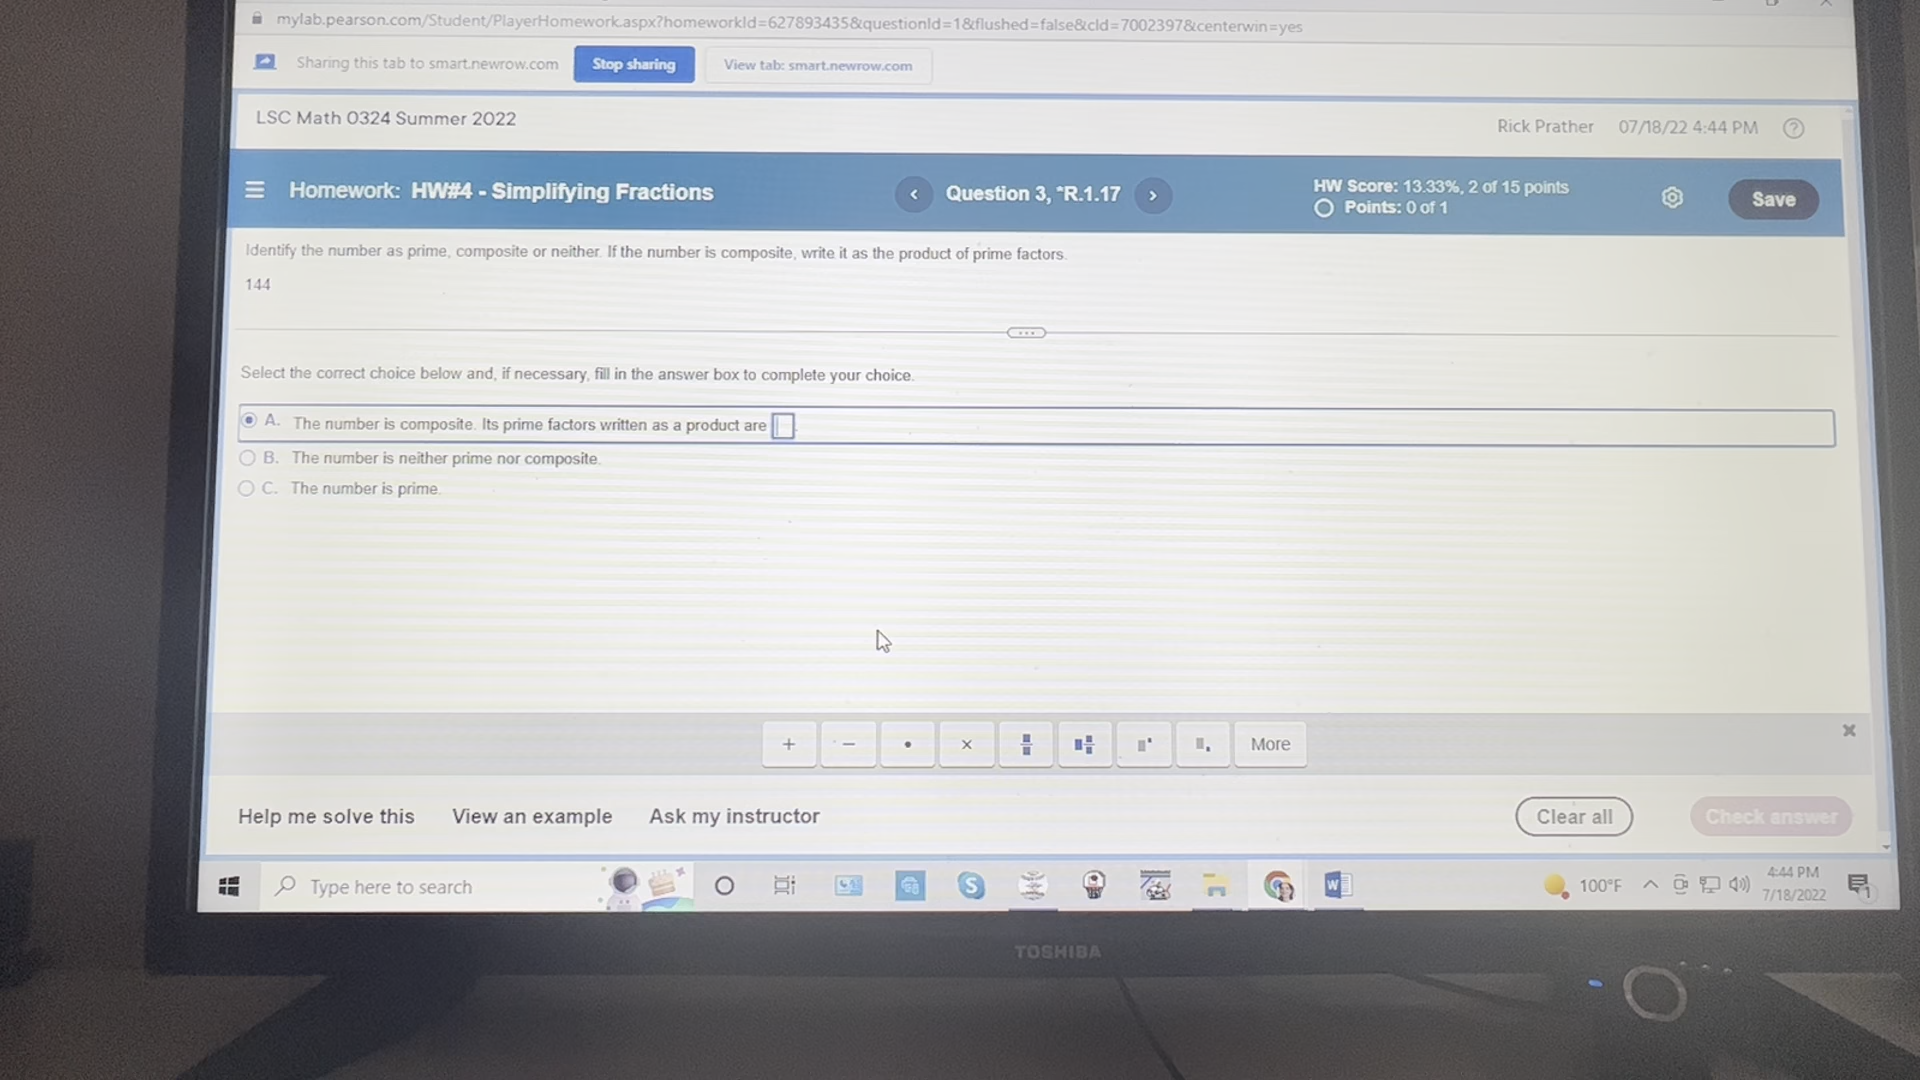 mylab.pearson.com/Student/PlayerHomework.aspx?homeworkId=627893435&questionId=1&flushed=false&cId=7002397&centerwin=yes
Sharing this tab to smart.newrow.com Stop sharing View tab: smart.newrow.com
LSC Math 0324 Summer 2022
Rick Prather 07/18/22 4:44 PM ?
Homework: HW#4 - Simplifying Fractions
< Question 3, *R.1.17 >
HW Score: 13.33%, 2 of 15 points
Points: 0 of 1
Save
Identify the number as prime, composite or neither. If the number is composite, write it as the product of prime factors.
144
Select the correct choice below and, if necessary, fill in the answer box to complete your choice.
A. The number is composite. Its prime factors written as a product are .
B. The number is neither prime nor composite.
C. The number is prime.
+ − • × More
Help me solve this View an example Ask my instructor Clear all Check answer
Type here to search
100°F
4:44 PM
7/18/2022
1
TOSHIBA